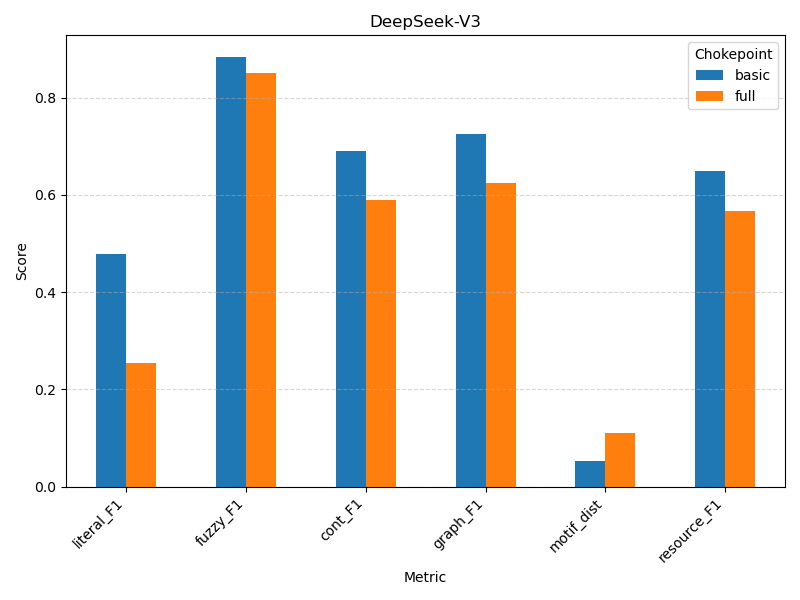 DeepSeek-V3
Chokepoint
basic
full
Score
0.8
0.6
0.4
0.2
0.0
literal_F1
fuzzy_F1
cont_F1
graph_F1
motif_dist
resource_F1
Metric